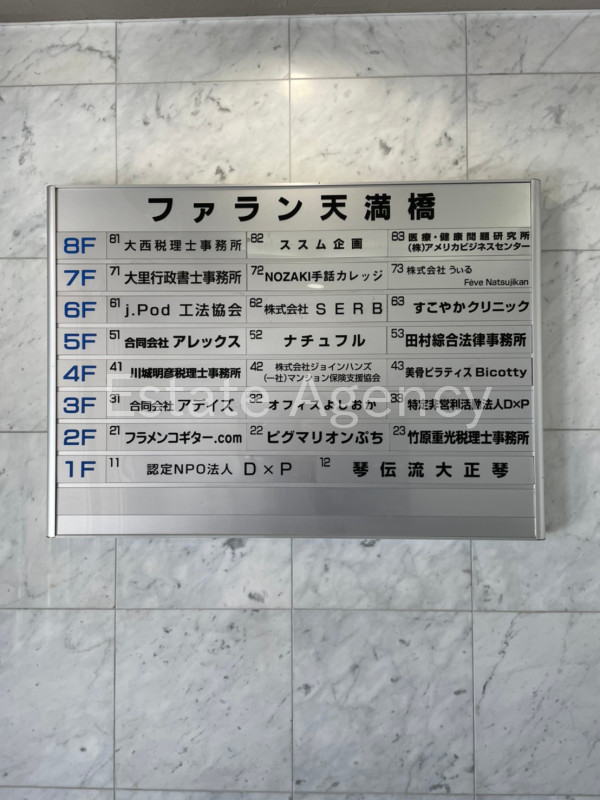 ファラン天満橋
8F 81 大西税理士事務所 82 ススム企画 83 医療・健康問題研究所 (株)アメリカビジネスセンター
7F 71 大里行政書士事務所 72 NOZAKI手話カレッジ 73 株式会社 うぃる Fève Natsujikan
6F 61 j.Pod 工法協会 62 株式会社 SERB 63 すこやかクリニック
5F 51 合同会社 アレックス 52 ナチュフル 53 田村綜合法律事務所
4F 41 川城明彦税理士事務所 42 株式会社ジョインハンズ (一社)マンション保険支援協会 43 美骨ピラティス Bicotty
3F 31 合同会社 アテイズ 32 オフィスよしおか 33 特定非営利活動法人D×P
2F 21 フラメンコギター.com 22 ピグマリオンぷち 23 竹原重光税理士事務所
1F 11 認定NPO法人 D×P 12 琴伝流大正琴
Estate Agency